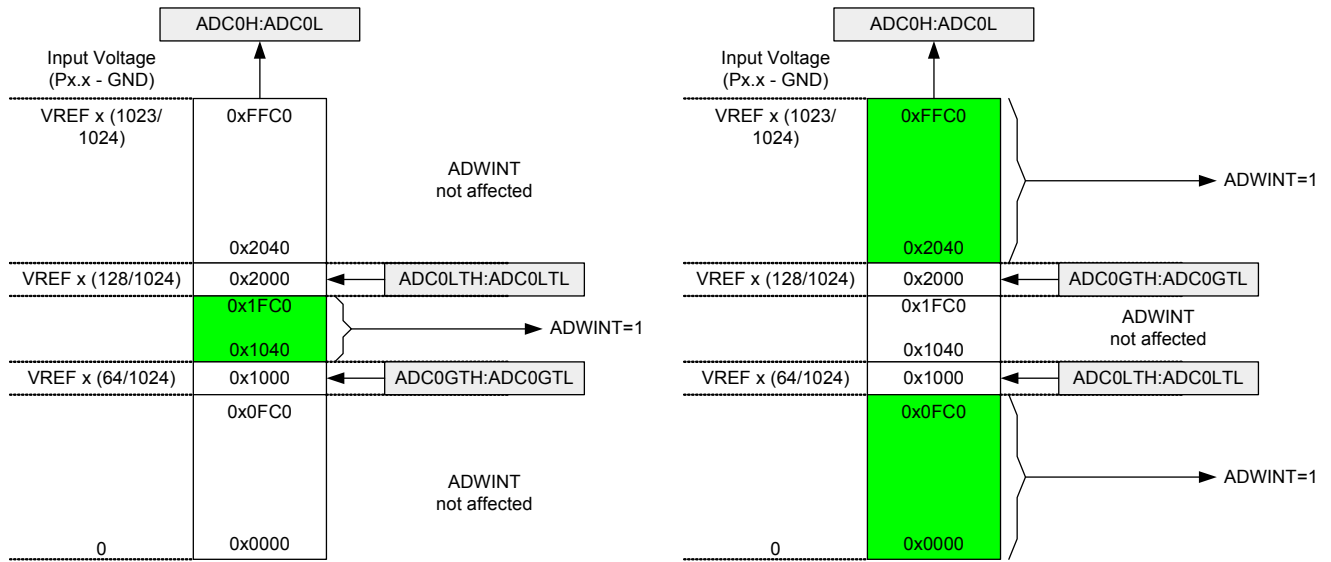 ADC0H:ADC0L
Input Voltage
(Px.x - GND)
VREF x (1023/
1024)
0xFFC0
ADWINT
not affected
0x2040
VREF x (128/1024)
0x2000
ADC0LTH:ADC0LTL
0x1FC0
ADWINT=1
0x1040
VREF x (64/1024)
0x1000
ADC0GTH:ADC0GTL
0x0FC0
ADWINT
not affected
0
0x0000
ADC0H:ADC0L
Input Voltage
(Px.x - GND)
VREF x (1023/
1024)
0xFFC0
ADWINT=1
0x2040
VREF x (128/1024)
0x2000
ADC0GTH:ADC0GTL
0x1FC0
ADWINT
not affected
0x1040
VREF x (64/1024)
0x1000
ADC0LTH:ADC0LTL
0x0FC0
ADWINT=1
0
0x0000